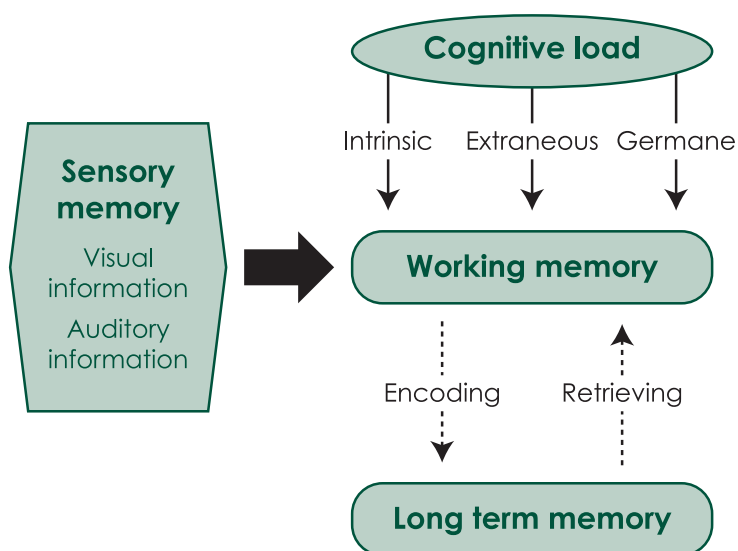 Cognitive load
Intrinsic
Extraneous
Germane
Sensory
memory
Visual
information
Auditory
information
Working memory
Encoding
Retrieving
Long term memory